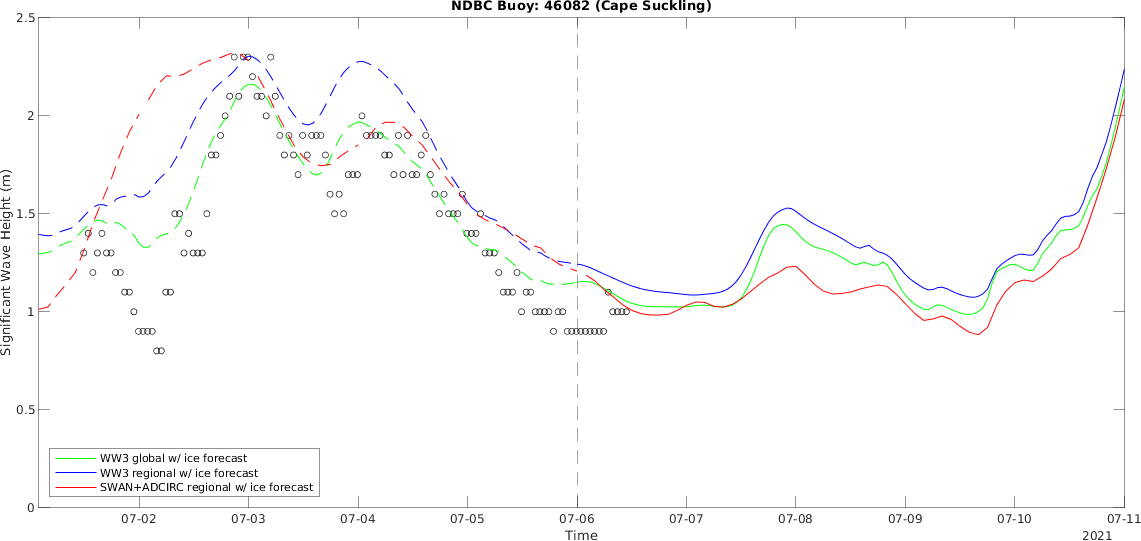 NDBC Buoy: 46082 (Cape Suckling)
2.5
2
1.5
1
0.5
0
Significant Wave Height (m)
WW3 global w/ ice forecast
WW3 regional w/ ice forecast
SWAN+ADCIRC regional w/ ice forecast
07-02 07-03 07-04 07-05 07-06 07-07 07-08 07-09 07-10 07-11
Time
2021